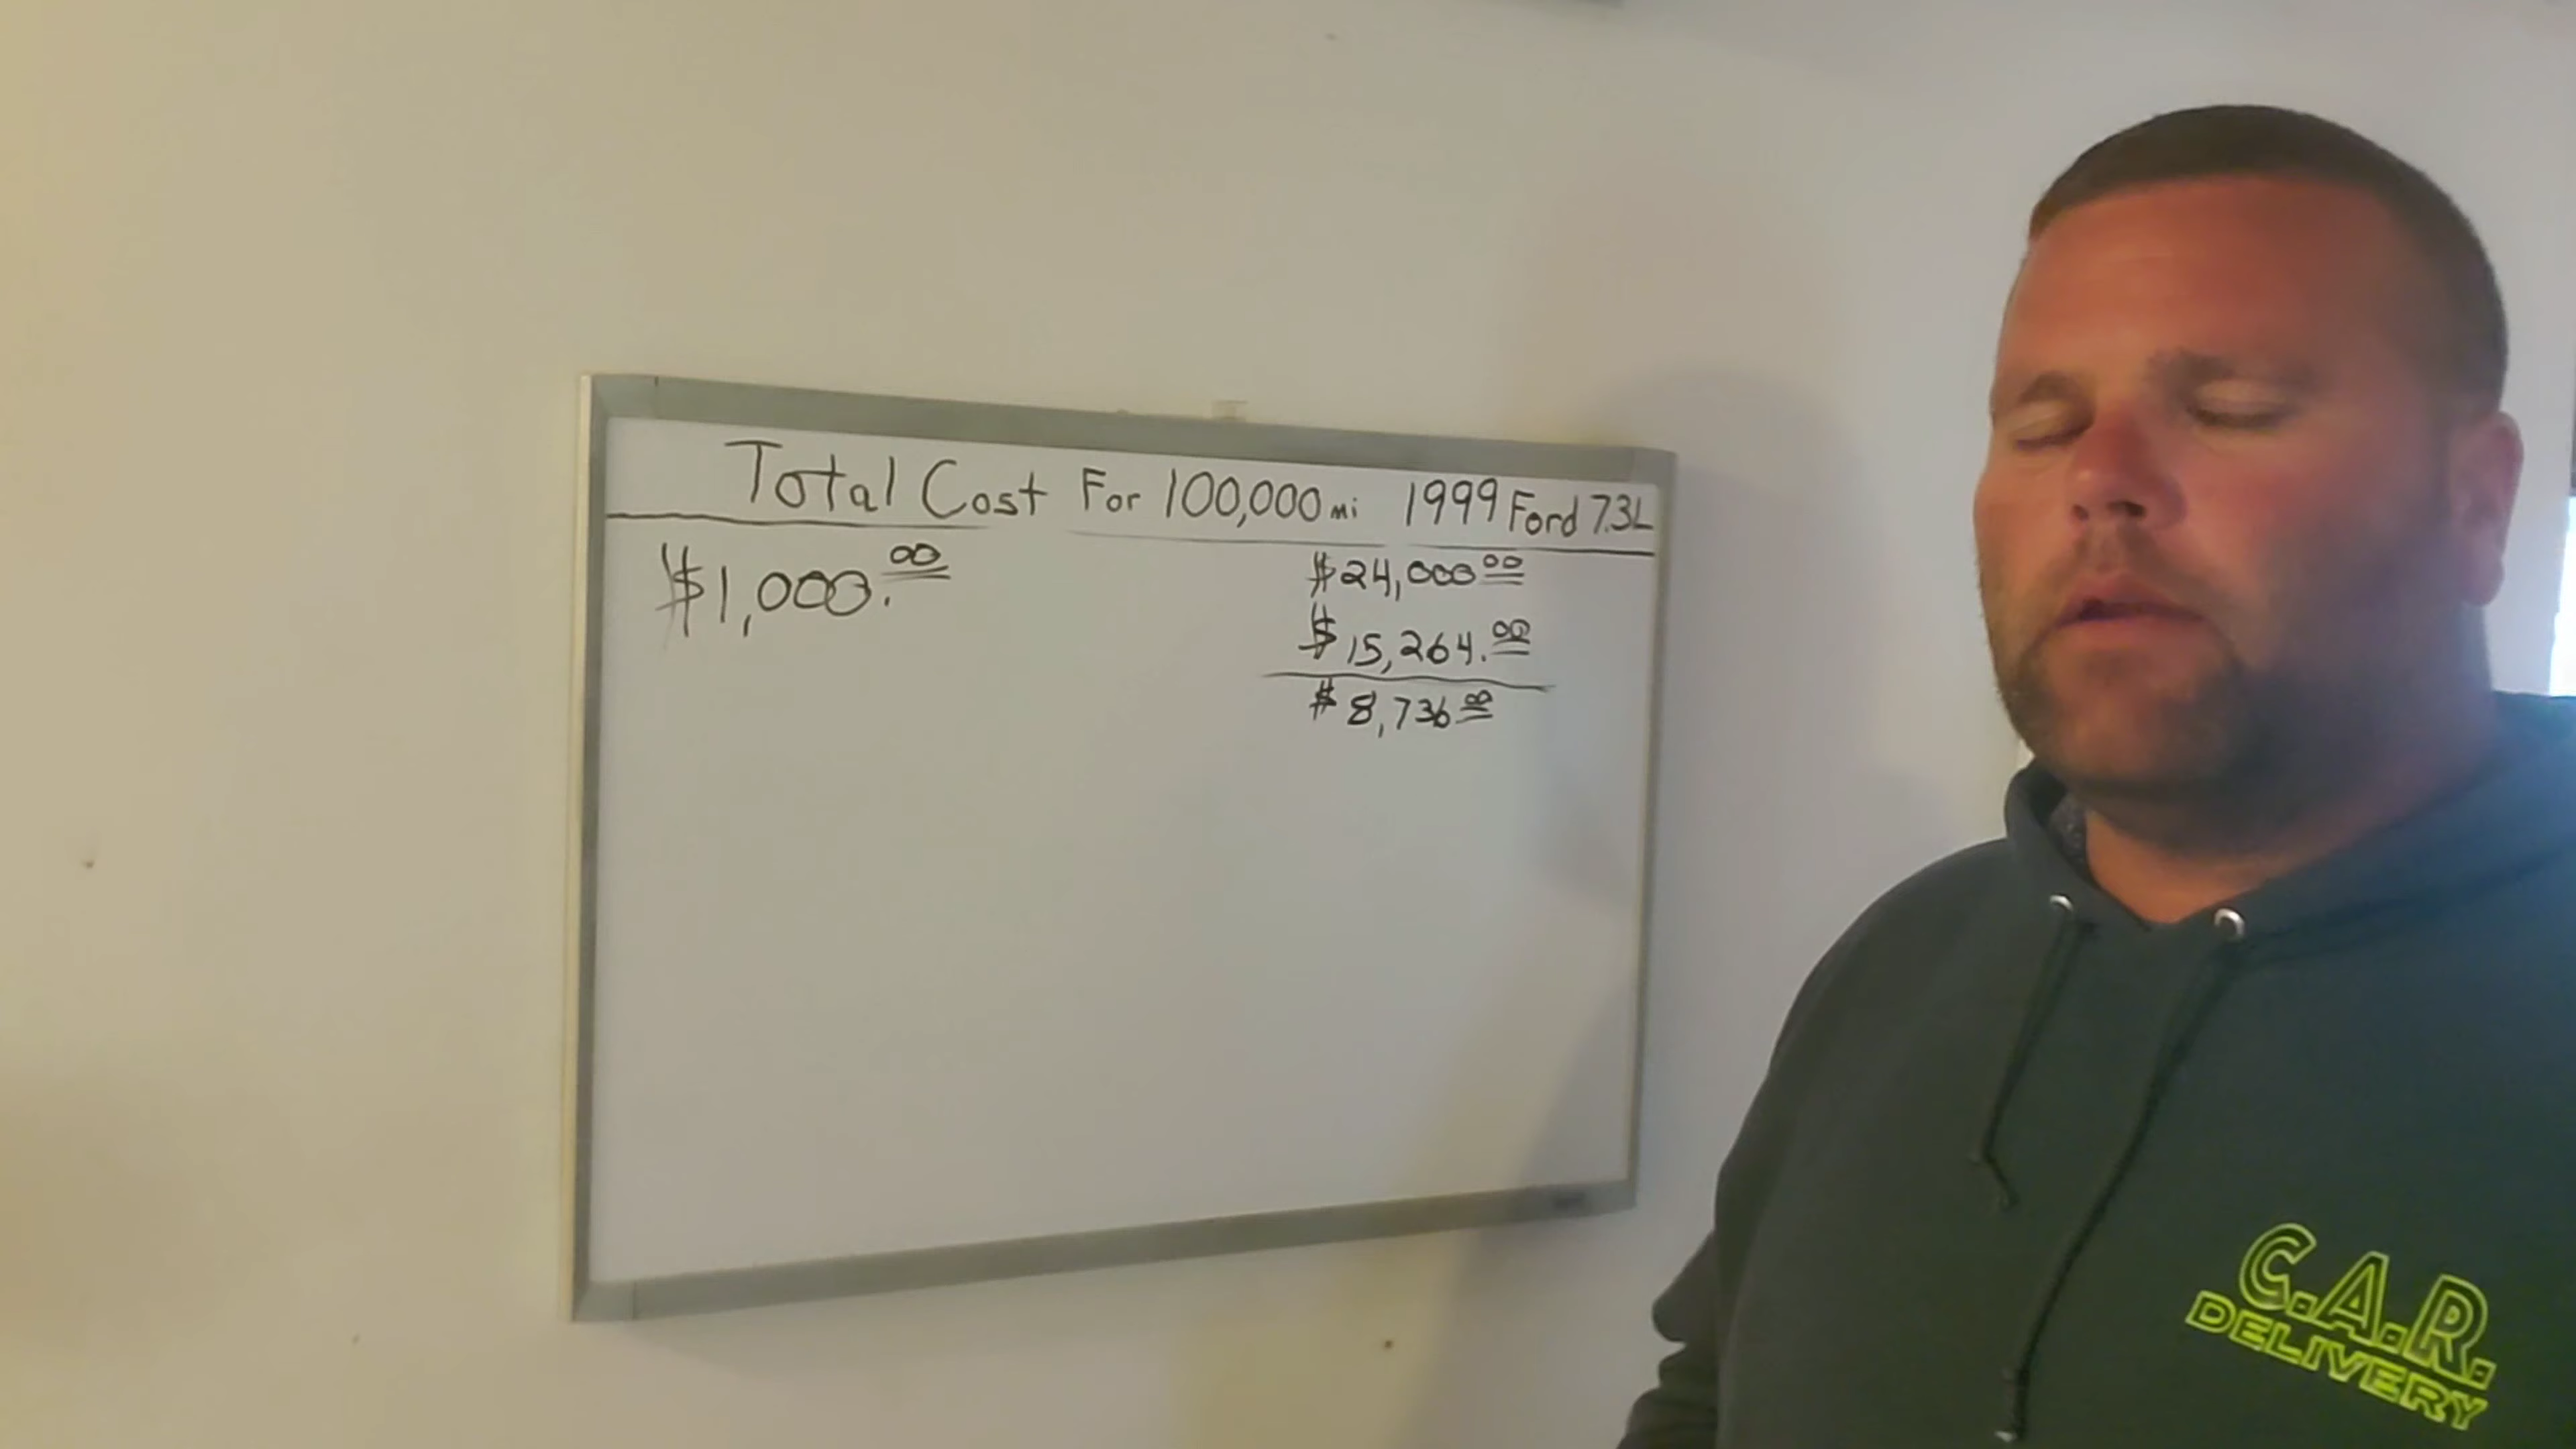 Total Cost For 100,000 mi 1999 Ford 7.3L
$1,000.00
$24,000 00
$15,264.00
$8,736 00
C.A.R.
DELIVERY